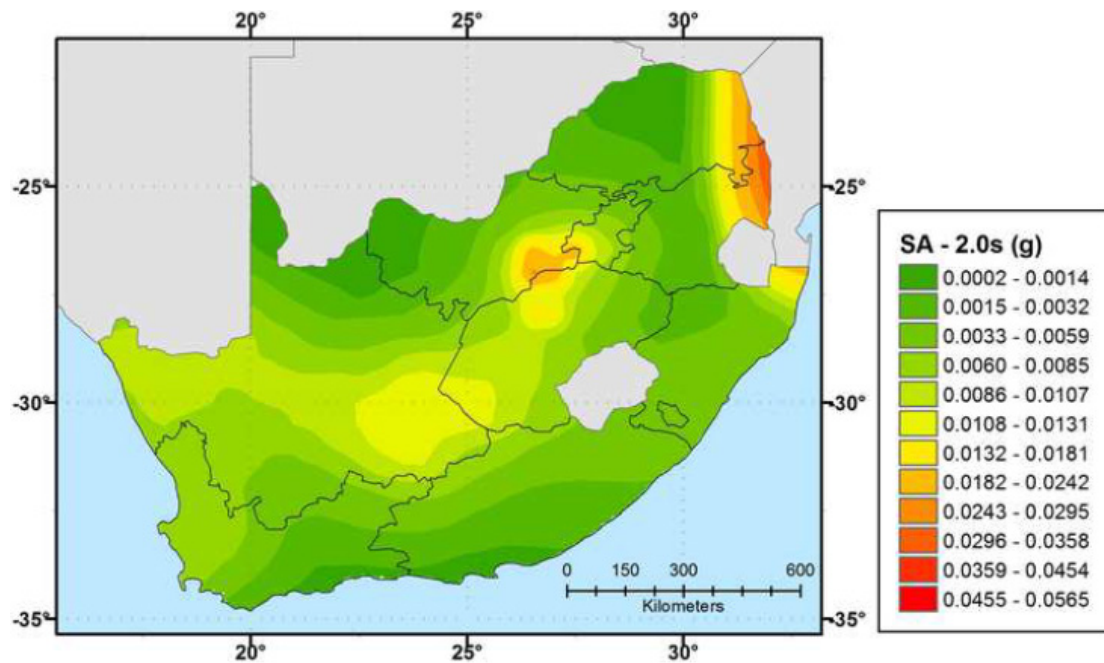 20° 25° 30°
-25° -25°
-30° -30°
-35° -35°
0 150 300 600
Kilometers
20° 25° 30°
SA - 2.0s (g)
0.0002 - 0.0014
0.0015 - 0.0032
0.0033 - 0.0059
0.0060 - 0.0085
0.0086 - 0.0107
0.0108 - 0.0131
0.0132 - 0.0181
0.0182 - 0.0242
0.0243 - 0.0295
0.0296 - 0.0358
0.0359 - 0.0454
0.0455 - 0.0565